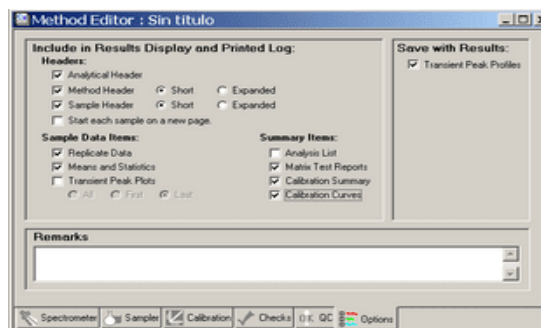 Method Editor : Sin título
Include in Results Display and Printed Log:
Headers:
Analytical Header
Method Header Short Expanded
Sample Header Short Expanded
Start each sample on a new page.
Sample Data Items:
Replicate Data
Means and Statistics
Transient Peak Plots
All First Last
Summary Items:
Analysis List
Matrix Test Reports
Calibration Summary
Calibration Curves
Save with Results:
Transient Peak Profiles
Remarks
Spectrometer Sampler Calibration Checks QC Options